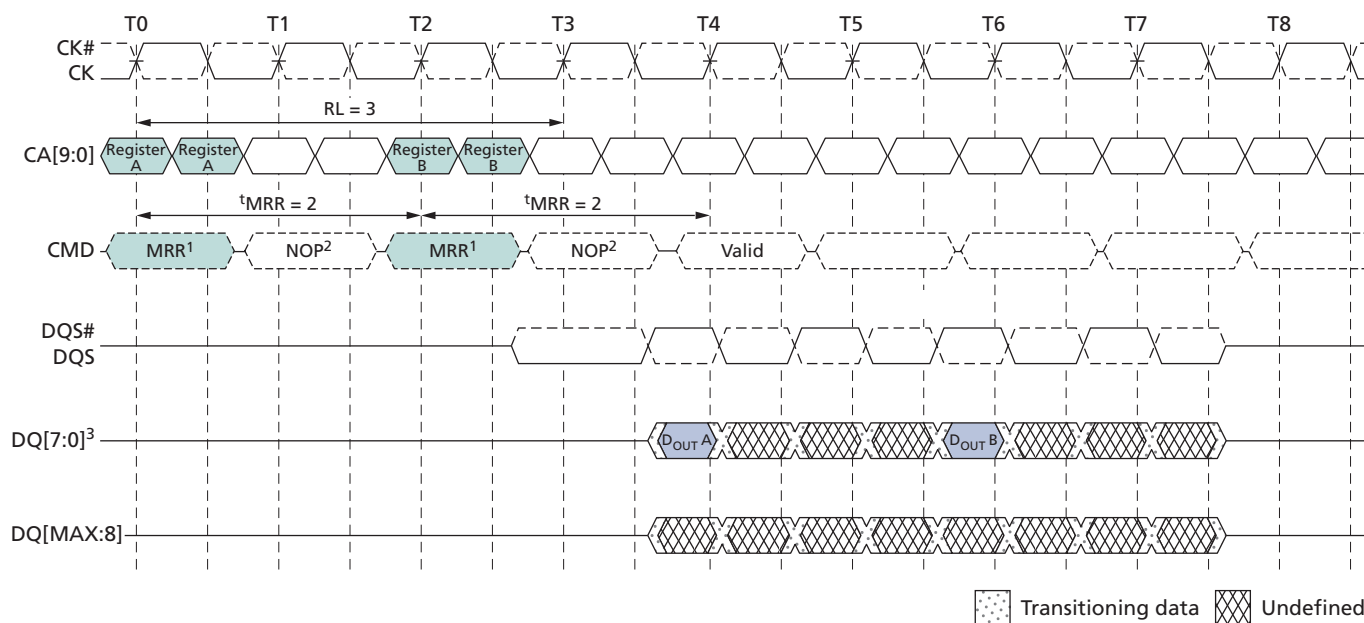 T0 T1 T2 T3 T4 T5 T6 T7 T8
CK#
CK
RL = 3
CA[9:0]
Register A Register A Register B Register B
tMRR = 2 tMRR = 2
CMD MRR1 NOP2 MRR1 NOP2 Valid
DQS#
DQS
DQ[7:0]3 DOUT A DOUT B
DQ[MAX:8]
Transitioning data Undefined